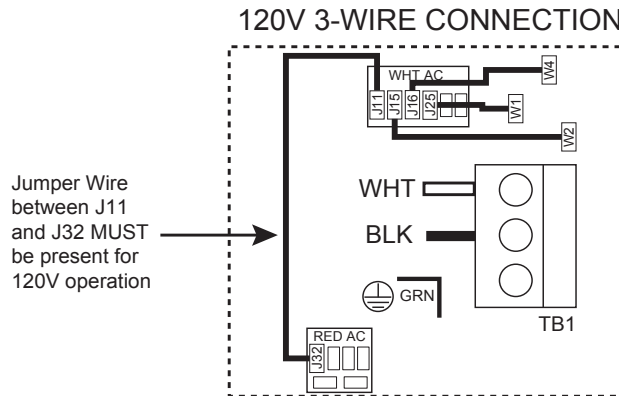 120V 3-WIRE CONNECTION
WHT AC
J11
J15
J16
J25
W4
W1
W2
Jumper Wire
between J11
and J32 MUST
be present for
120V operation
WHT
BLK
GRN
TB1
RED AC
J32